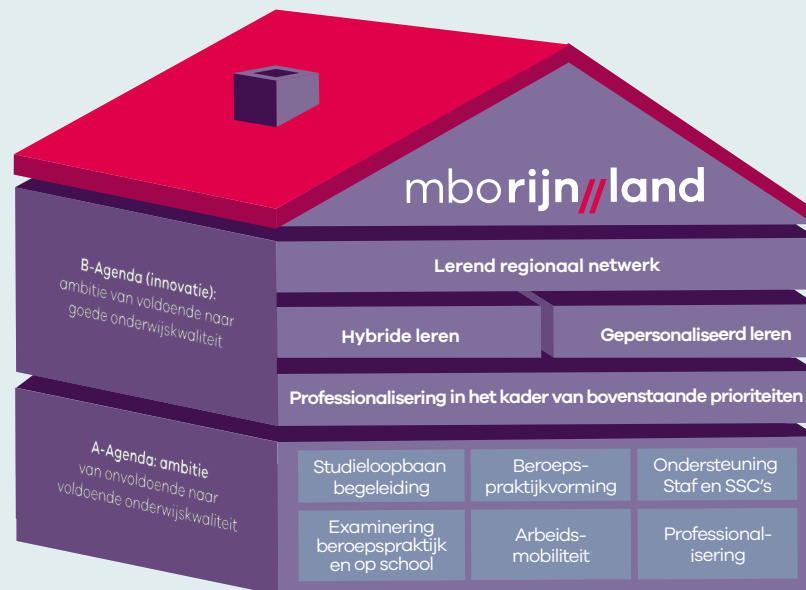 mborijn//land
B-Agenda (innovatie):
ambitie van voldoende naar
goede onderwijskwaliteit
Lerend regionaal netwerk
Hybride leren
Gepersonaliseerd leren
Professionalisering in het kader van bovenstaande prioriteiten
A-Agenda: ambitie
van onvoldoende naar
voldoende onderwijskwaliteit
Studieloopbaan
begeleiding
Beroeps-
praktijkvorming
Ondersteuning
Staf en SSC's
Examinering
beroepspraktijk
en op school
Arbeids-
mobiliteit
Professional-
isering